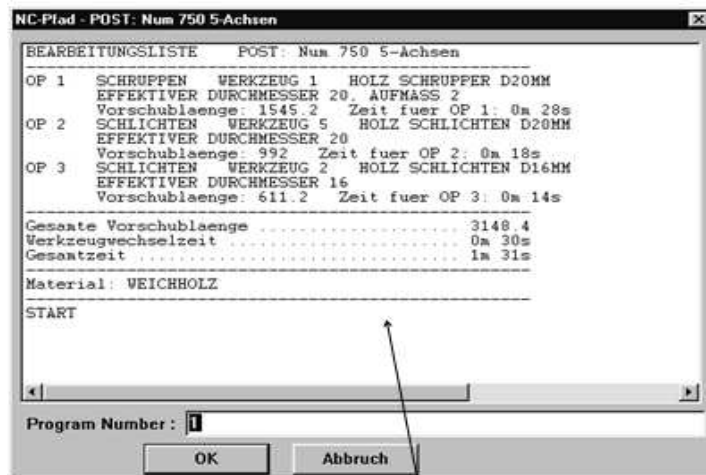 NC-Pfad - POST: Num 750 5-Achsen
BEARBEITUNGSLISTE POST: Num 750 5-Achsen
OP 1 SCHRUPPEN WERKZEUG 1 HOLZ SCHRUPPER D20MM
EFFEKTIVER DURCHMESSER 20, AUFMASS 2
Vorschublaenge: 1545.2 Zeit fuer OP 1: 0m 28s
OP 2 SCHLICHTEN WERKZEUG 5 HOLZ SCHLICHTEN D20MM
EFFEKTIVER DURCHMESSER 20
Vorschublaenge: 992 Zeit fuer OP 2: 0m 18s
OP 3 SCHLICHTEN WERKZEUG 2 HOLZ SCHLICHTEN D16MM
EFFEKTIVER DURCHMESSER 16
Vorschublaenge: 611.2 Zeit fuer OP 3: 0m 14s
Gesamte Vorschublaenge ..................... 3148.4
Werkzeugwechselzeit ........................ 0m 30s
Gesamtzeit ................................. 1m 31s
Material: WEICHHOLZ
START
Program Number : 1
OK Abbruch